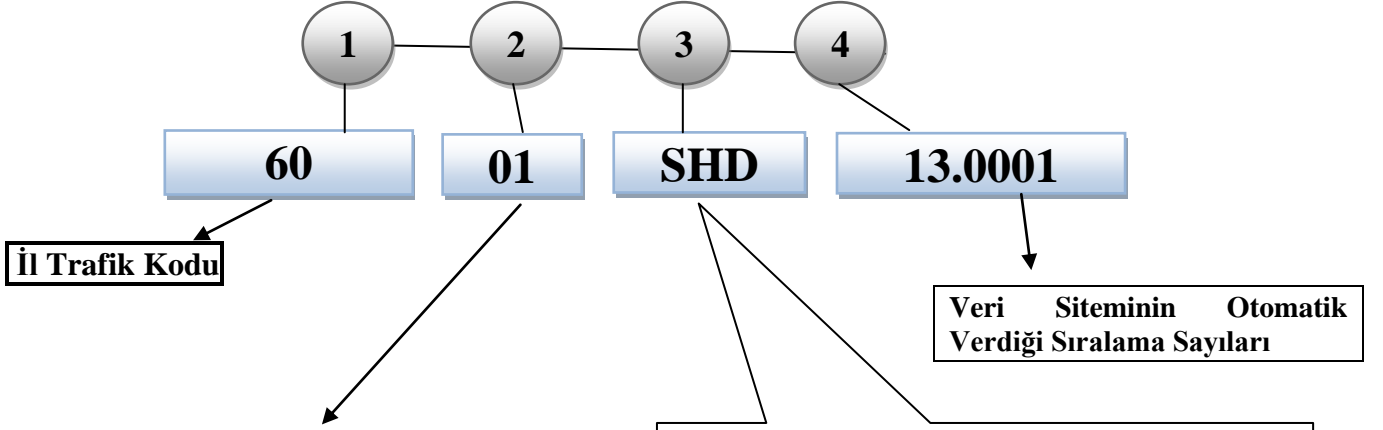 1 2 3 4
60 01 SHD 13.0001
İl Trafik Kodu
Veri Siteminin Otomatik
Verdiği Sıralama Sayıları